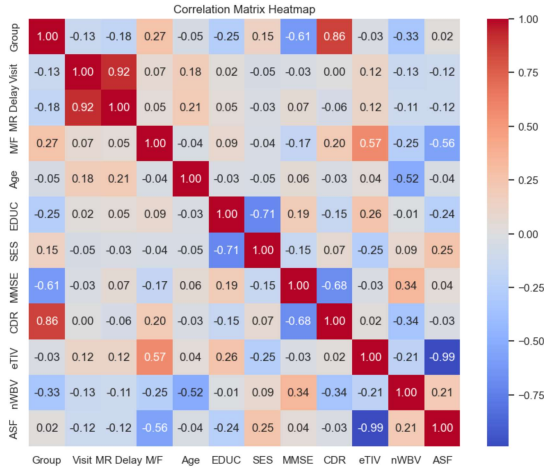 Correlation Matrix Heatmap
Group 1.00 -0.13 -0.18 0.27 -0.05 -0.25 0.15 -0.61 0.86 -0.03 -0.33 0.02
Visit -0.13 1.00 0.92 0.07 0.18 0.02 -0.05 -0.03 0.00 0.12 -0.13 -0.12
MR Delay -0.18 0.92 1.00 0.05 0.21 0.05 -0.03 0.07 -0.06 0.12 -0.11 -0.12
M/F 0.27 0.07 0.05 1.00 -0.04 0.09 -0.04 -0.17 0.20 0.57 -0.25 -0.56
Age -0.05 0.18 0.21 -0.04 1.00 -0.03 -0.05 0.06 -0.03 0.04 -0.52 -0.04
EDUC -0.25 0.02 0.05 0.09 -0.03 1.00 -0.71 0.19 -0.15 0.26 -0.01 -0.24
SES 0.15 -0.05 -0.03 -0.04 -0.05 -0.71 1.00 -0.15 0.07 -0.25 0.09 0.25
MMSE -0.61 -0.03 0.07 -0.17 0.06 0.19 -0.15 1.00 -0.68 -0.03 0.34 0.04
CDR 0.86 0.00 -0.06 0.20 -0.03 -0.15 0.07 -0.68 1.00 0.02 -0.34 -0.03
eTIV -0.03 0.12 0.12 0.57 0.04 0.26 -0.25 -0.03 0.02 1.00 -0.21 -0.99
nWBV -0.33 -0.13 -0.11 -0.25 -0.52 -0.01 0.09 0.34 -0.34 -0.21 1.00 0.21
ASF 0.02 -0.12 -0.12 -0.56 -0.04 -0.24 0.25 0.04 -0.03 -0.99 0.21 1.00
Group Visit MR Delay M/F Age EDUC SES MMSE CDR eTIV nWBV ASF
1.00
0.75
0.50
0.25
0.00
-0.25
-0.50
-0.75